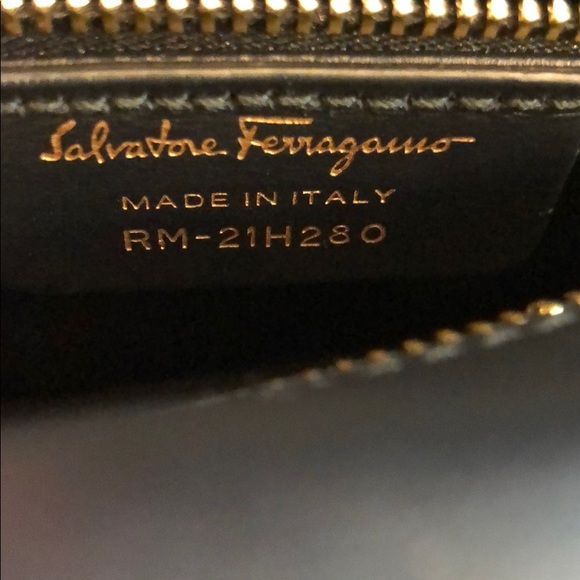 Salvatore Ferragamo
MADE IN ITALY
RM-21H280